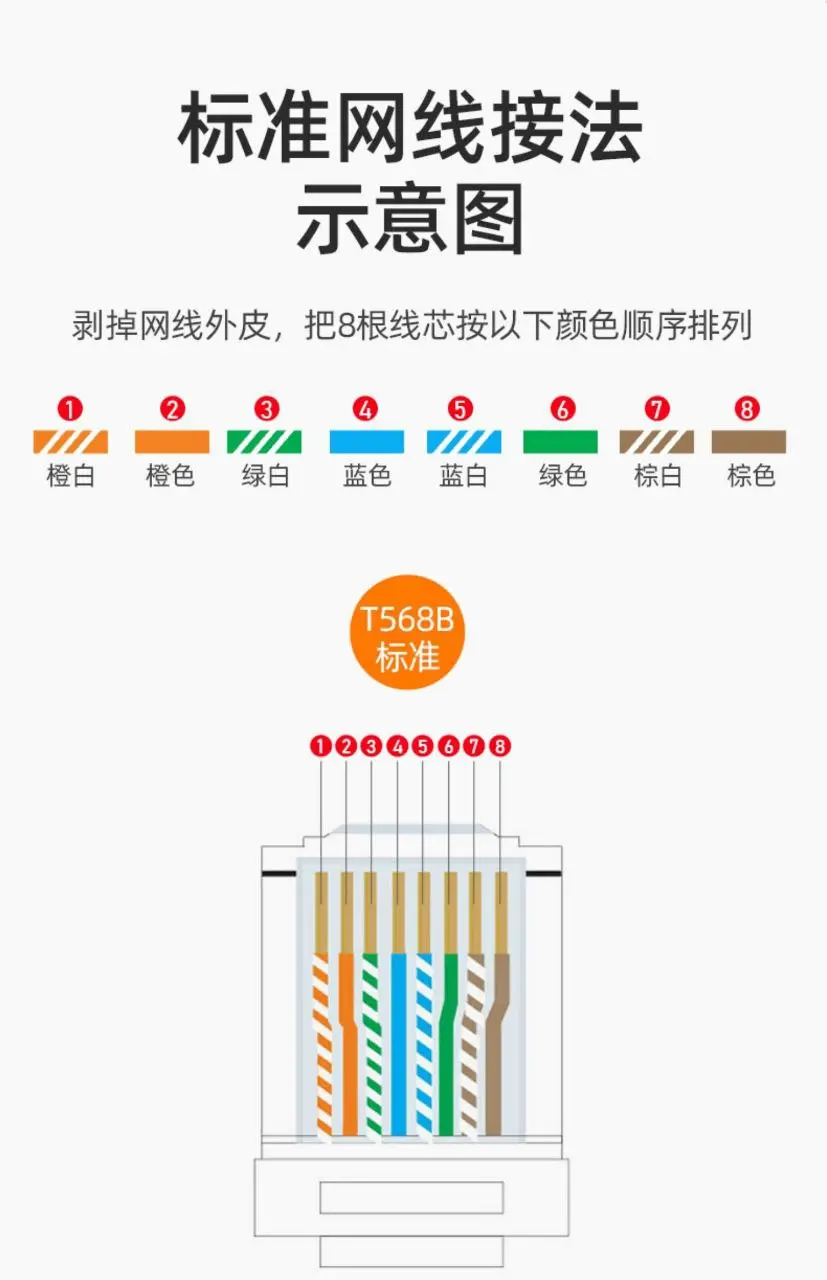 标准网线接法
示意图
剥掉网线外皮，把8根线芯按以下颜色顺序排列
1 2 3 4 5 6 7 8
橙白 橙色 绿白 蓝色 蓝白 绿色 棕白 棕色
T568B
标准
1 2 3 4 5 6 7 8